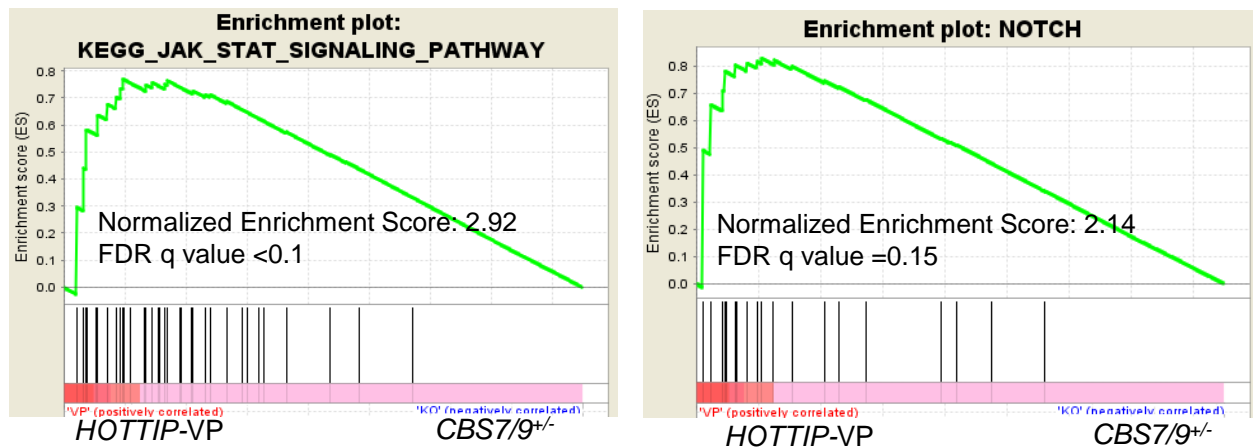 Enrichment plot:
KEGG_JAK_STAT_SIGNALING_PATHWAY
Enrichment score (ES)
0.8
0.7
0.6
0.5
0.4
0.3
0.2
0.1
0.0
Normalized Enrichment Score: 2.92
FDR q value <0.1
'VP' (positively correlated)
'KO' (negatively correlated)
HOTTIP-VP
CBS7/9+/-
Enrichment plot: NOTCH
Enrichment score (ES)
0.8
0.7
0.6
0.5
0.4
0.3
0.2
0.1
0.0
Normalized Enrichment Score: 2.14
FDR q value =0.15
'VP' (positively correlated)
'KO' (negatively correlated)
HOTTIP-VP
CBS7/9+/-